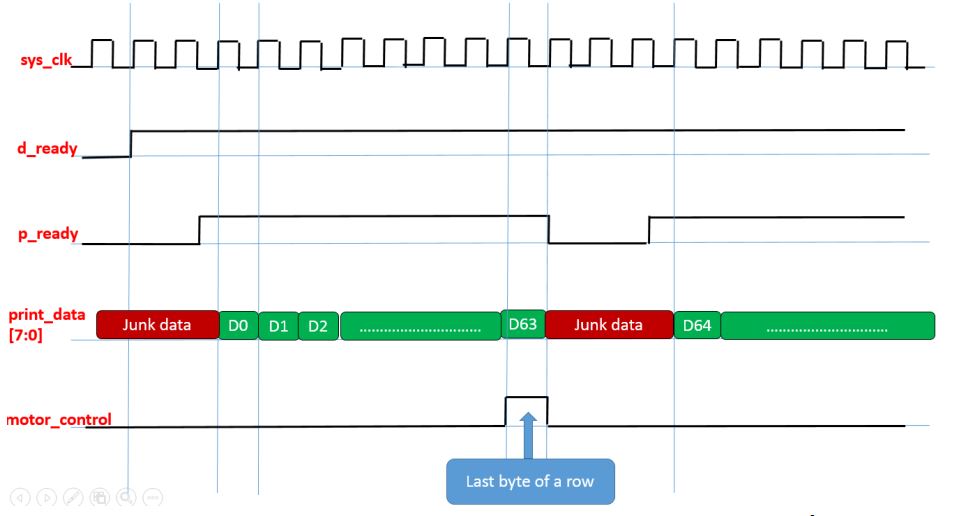 sys_clk
d_ready
p_ready
print_data
[7:0]
Junk data
D0
D1
D2
..............................
D63
Junk data
D64
..............................
motor_control
Last byte of a row